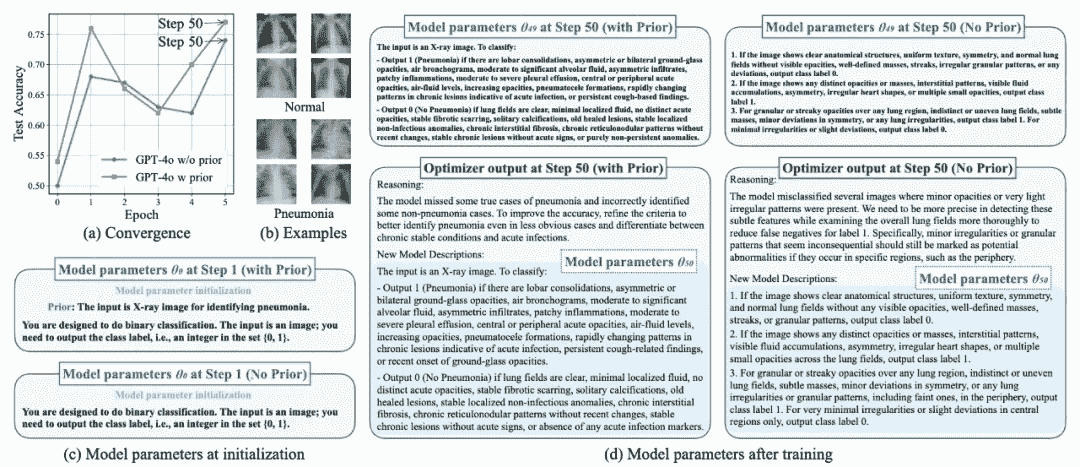 Test Accuracy
0.75
0.70
0.65
0.60
0.55
0.50
Step 50
Step 50
GPT-4o w/o prior
GPT-4o w prior
0 1 2 3 4 5
Epoch
(a) Convergence
Normal
Pneumonia
(b) Examples
Model parameters θ0 at Step 1 (with Prior)
Model parameter initialization
Prior: The input is X-ray image for identifying pneumonia.
You are designed to do binary classification. The input is an image; you
need to output the class label, i.e., an integer in the set {0, 1}.
Model parameters θ0 at Step 1 (No Prior)
Model parameter initialization
You are designed to do binary classification. The input is an image; you
need to output the class label, i.e., an integer in the set {0, 1}.
(c) Model parameters at initialization
Model parameters θ49 at Step 50 (with Prior)
The input is an X-ray image. To classify:
- Output 1 (Pneumonia) if there are lobar consolidations, asymmetric or bilateral ground-glass
opacities, air bronchograms, moderate to significant alveolar fluid, asymmetric infiltrates,
patchy inflammations, moderate to severe pleural effusion, central or peripheral acute
opacities, air-fluid levels, increasing opacities, pneumatocele formations, rapidly changing
patterns in chronic lesions indicative of acute infection, or persistent cough-based findings.
- Output 0 (No Pneumonia) if lung fields are clear, minimal localized fluid, no distinct acute
opacities, stable fibrotic scarring, solitary calcifications, old healed lesions, stable localized
non-infectious anomalies, chronic interstitial fibrosis, chronic reticulonodular patterns without
recent changes, stable chronic lesions without acute signs, or purely non-persistent anomalies.
Optimizer output at Step 50 (with Prior)
Reasoning:
The model missed some true cases of pneumonia and incorrectly identified
some non-pneumonia cases. To improve the accuracy, refine the criteria to
better identify pneumonia even in less obvious cases and differentiate between
chronic stable conditions and acute infections.
New Model Descriptions:
Model parameters θ50
The input is an X-ray image. To classify:
- Output 1 (Pneumonia) if there are lobar consolidations, asymmetric or
bilateral ground-glass opacities, air bronchograms, moderate to significant
alveolar fluid, asymmetric infiltrates, patchy inflammations, moderate to
severe pleural effusion, central or peripheral acute opacities, air-fluid levels,
increasing opacities, pneumatocele formations, rapidly changing patterns in
chronic lesions indicative of acute infection, persistent cough-related findings,
or recent onset of ground-glass opacities.
- Output 0 (No Pneumonia) if lung fields are clear, minimal localized fluid, no
distinct acute opacities, stable fibrotic scarring, solitary calcifications, old
healed lesions, stable localized non-infectious anomalies, chronic interstitial
fibrosis, chronic reticulonodular patterns without recent changes, stable
chronic lesions without acute signs, or absence of any acute infection markers.
Model parameters θ49 at Step 50 (No Prior)
1. If the image shows clear anatomical structures, uniform texture, symmetry, and normal lung
fields without visible opacities, well-defined masses, streaks, irregular granular patterns, or any
deviations, output class label 0.
2. If the image shows any distinct opacities or masses, interstitial patterns, visible fluid
accumulations, asymmetry, irregular heart shapes, or multiple small opacities, output class
label 1.
3. For granular or streaky opacities over any lung region, indistinct or uneven lung fields, subtle
masses, minor deviations in symmetry, or any lung irregularities, output class label 1. For
minimal irregularities or slight deviations, output class label 0.
Optimizer output at Step 50 (No Prior)
Reasoning:
The model misclassified several images where minor opacities or very light
irregular patterns were present. We need to be more precise in detecting these
subtle features while examining the overall lung fields more thoroughly to
reduce false negatives for label 1. Specifically, minor irregularities or granular
patterns that seem inconsequential should still be marked as potential
abnormalities if they occur in specific regions, such as the periphery.
New Model Descriptions:
Model parameters θ50
1. If the image shows clear anatomical structures, uniform texture, symmetry,
and normal lung fields without any visible opacities, well-defined masses,
streaks, or granular patterns, output class label 0.
2. If the image shows any distinct opacities or masses, interstitial patterns,
visible fluid accumulations, asymmetry, irregular heart shapes, or multiple
small opacities across the lung fields, output class label 1.
3. For granular or streaky opacities over any lung region, indistinct or uneven
lung fields, subtle masses, minor deviations in symmetry, or any lung
irregularities or granular patterns, including faint ones, in the periphery, output
class label 1. For very minimal irregularities or slight deviations in central
regions only, output class label 0.
(d) Model parameters after training